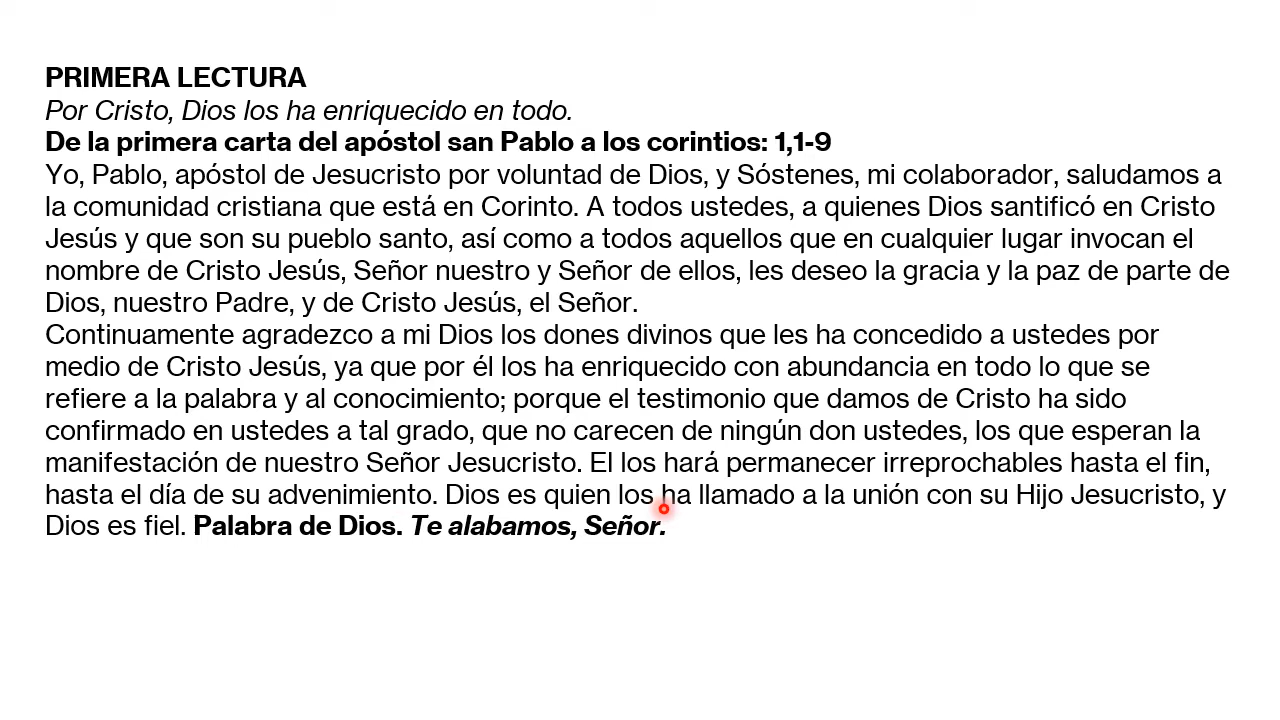 PRIMERA LECTURA
Por Cristo, Dios los ha enriquecido en todo.
De la primera carta del apóstol san Pablo a los corintios: 1,1-9
Yo, Pablo, apóstol de Jesucristo por voluntad de Dios, y Sóstenes, mi colaborador, saludamos a
la comunidad cristiana que está en Corinto. A todos ustedes, a quienes Dios santificó en Cristo
Jesús y que son su pueblo santo, así como a todos aquellos que en cualquier lugar invocan el
nombre de Cristo Jesús, Señor nuestro y Señor de ellos, les deseo la gracia y la paz de parte de
Dios, nuestro Padre, y de Cristo Jesús, el Señor.
Continuamente agradezco a mi Dios los dones divinos que les ha concedido a ustedes por
medio de Cristo Jesús, ya que por él los ha enriquecido con abundancia en todo lo que se
refiere a la palabra y al conocimiento; porque el testimonio que damos de Cristo ha sido
confirmado en ustedes a tal grado, que no carecen de ningún don ustedes, los que esperan la
manifestación de nuestro Señor Jesucristo. El los hará permanecer irreprochables hasta el fin,
hasta el día de su advenimiento. Dios es quien los ha llamado a la unión con su Hijo Jesucristo, y
Dios es fiel. Palabra de Dios. Te alabamos, Señor.